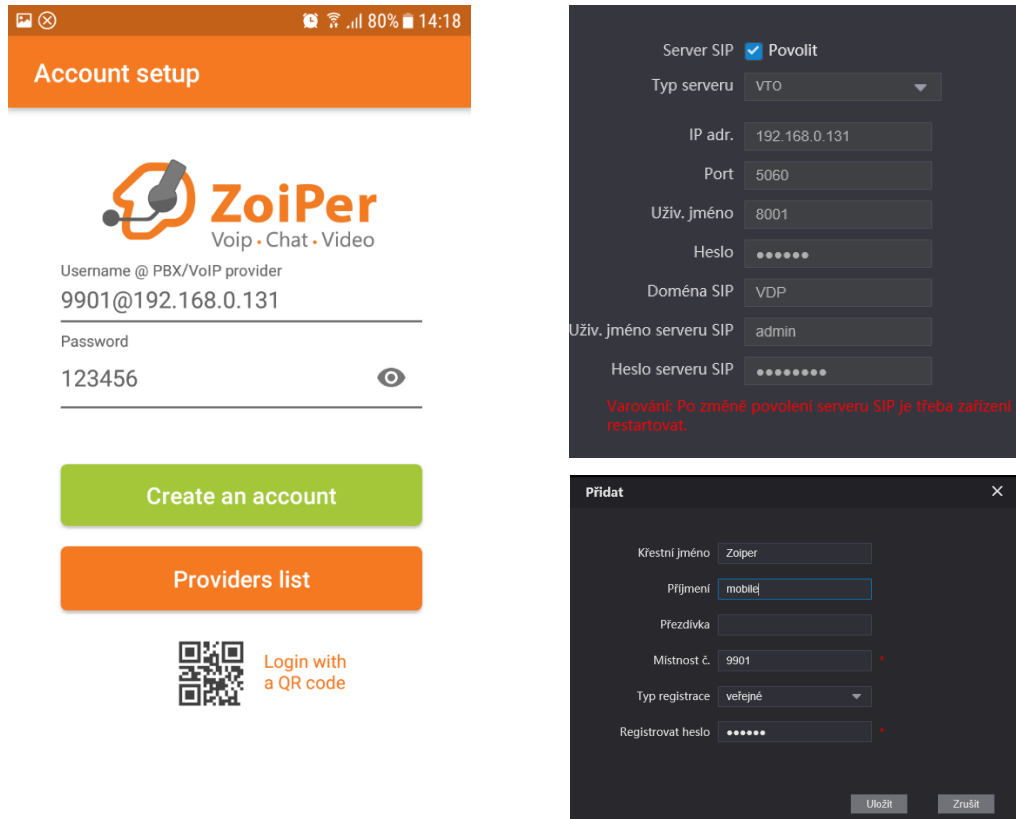 80% 14:18
Account setup
ZoiPer
Voip · Chat · Video
Username @ PBX/VoIP provider
9901@192.168.0.131
Password
123456
Create an account
Providers list
Login with
a QR code
Server SIP Povolit
Typ serveru VTO
IP adr. 192.168.0.131
Port 5060
Uživ. jméno 8001
Heslo ●●●●●●
Doména SIP VDP
Uživ. jméno serveru SIP admin
Heslo serveru SIP ●●●●●●●●
Varování: Po změně povolení serveru SIP je třeba zařízení
restartovat.
Přidat
Křestní jméno Zoiper
Příjmení mobile
Přezdívka
Místnost č. 9901 *
Typ registrace veřejné
Registrovat heslo ●●●●●● *
Uložit Zrušit